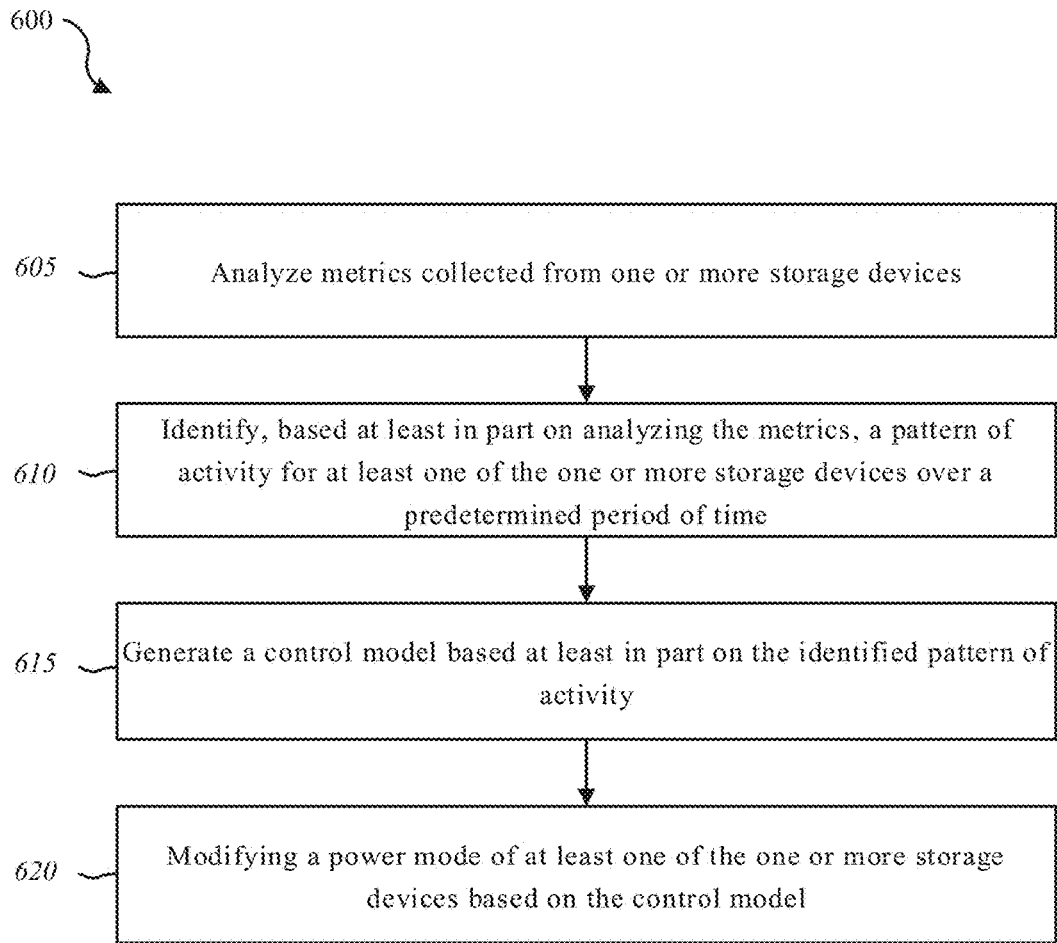 600
605
Analyze metrics collected from one or more storage devices
Identify, based at least in part on analyzing the metrics, a pattern of
610
activity for at least one of the one or more storage devices over a
predetermined period of time
615
Generate a control model based at least in part on the identified pattern of
activity
620
Modifying a power mode of at least one of the one or more storage
devices based on the control model